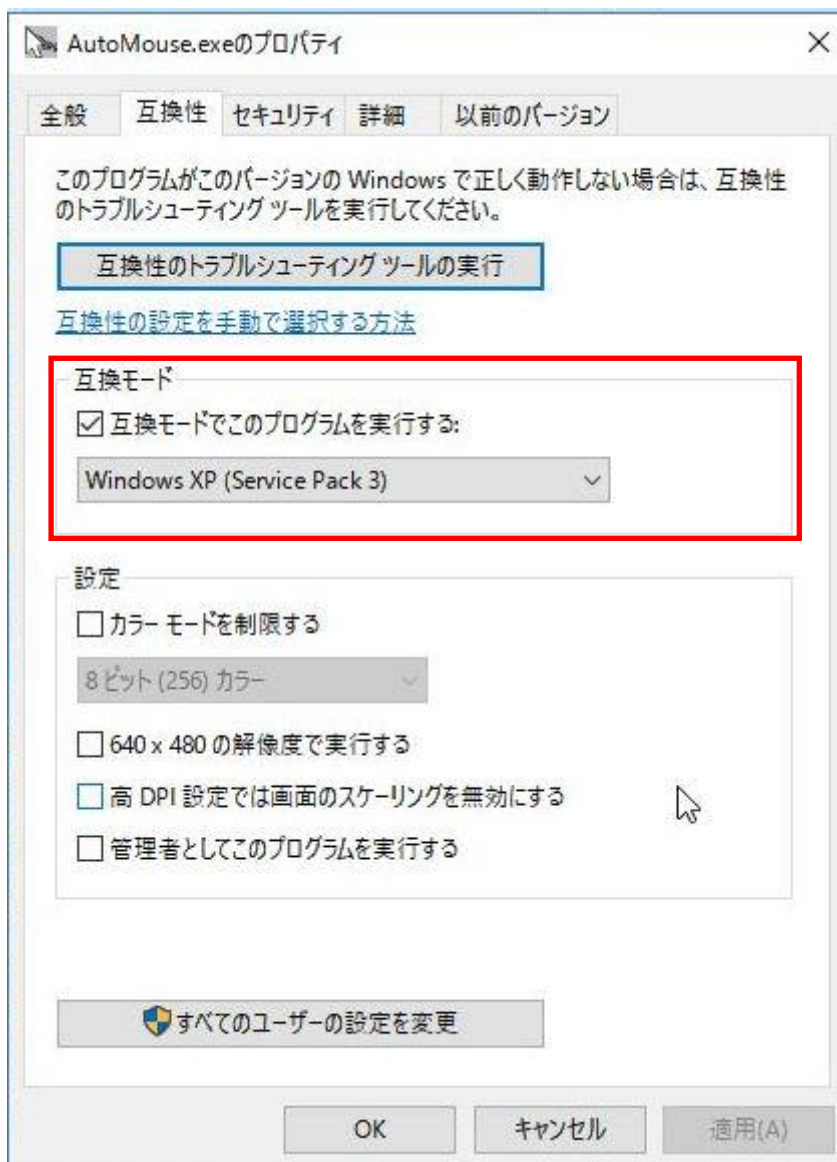 AutoMouse.exeのプロパティ
全般 互換性 セキュリティ 詳細 以前のバージョン
このプログラムがこのバージョンの Windows で正しく動作しない場合は、互換性
のトラブルシューティング ツールを実行してください。
互換性のトラブルシューティング ツールの実行
互換性の設定を手動で選択する方法
互換モード
互換モードでこのプログラムを実行する:
Windows XP (Service Pack 3)
設定
カラー モードを制限する
8 ビット (256) カラー
640 x 480 の解像度で実行する
高 DPI 設定では画面のスケーリングを無効にする
管理者としてこのプログラムを実行する
すべてのユーザーの設定を変更
OK キャンセル 適用(A)